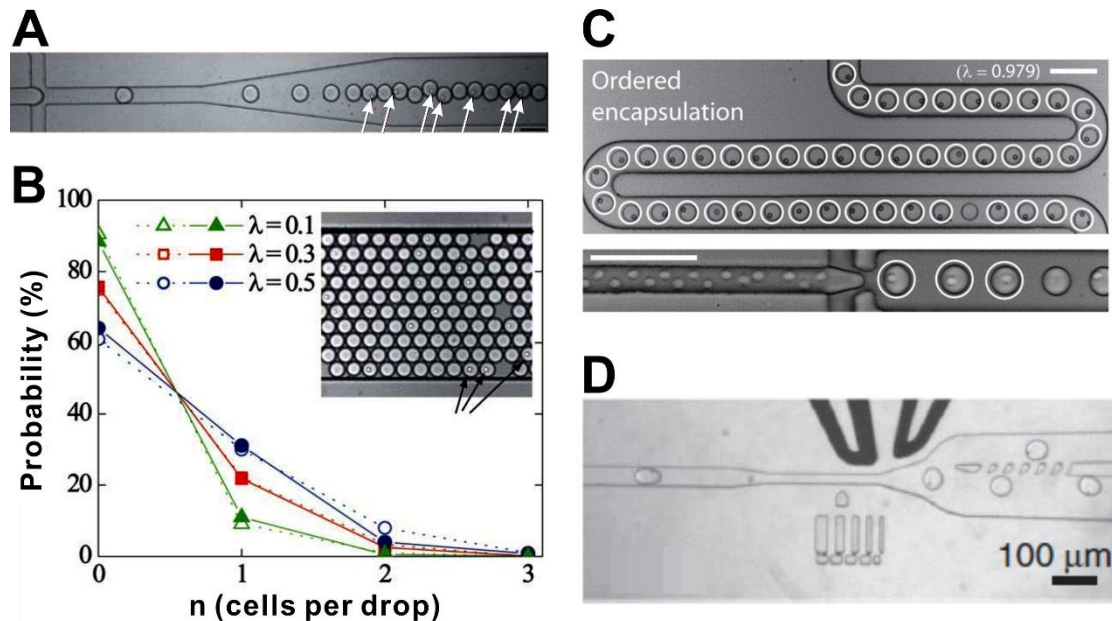 A
B
100
80
60
40
20
0
Probability (%)
λ = 0.1
λ = 0.3
λ = 0.5
0 1 2 3
n (cells per drop)
C
Ordered
encapsulation
(λ = 0.979)
D
100 μm